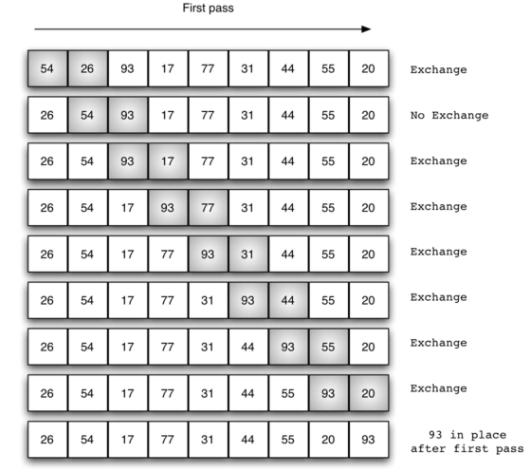 First pass
54 26 93 17 77 31 44 55 20 Exchange
26 54 93 17 77 31 44 55 20 No Exchange
26 54 93 17 77 31 44 55 20 Exchange
26 54 17 93 77 31 44 55 20 Exchange
26 54 17 77 93 31 44 55 20 Exchange
26 54 17 77 31 93 44 55 20 Exchange
26 54 17 77 31 44 93 55 20 Exchange
26 54 17 77 31 44 55 93 20 Exchange
26 54 17 77 31 44 55 20 93 93 in place
after first pass